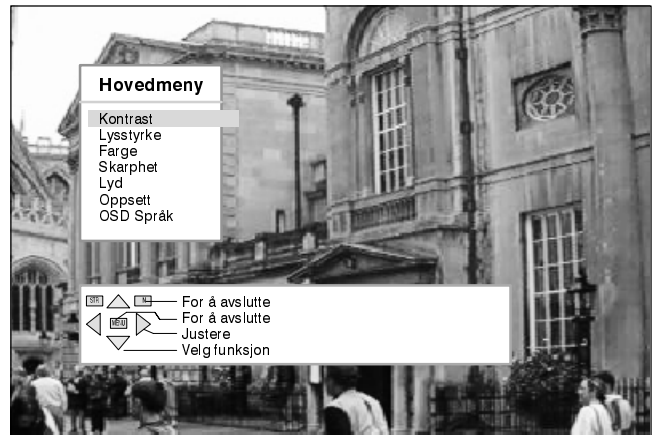 Hovedmeny
Kontrast
Lysstyrke
Farge
Skarphet
Lyd
Oppsett
OSD Språk
STR
N
For å avslutte
MENU
For å avslutte
Justere
Velg funksjon